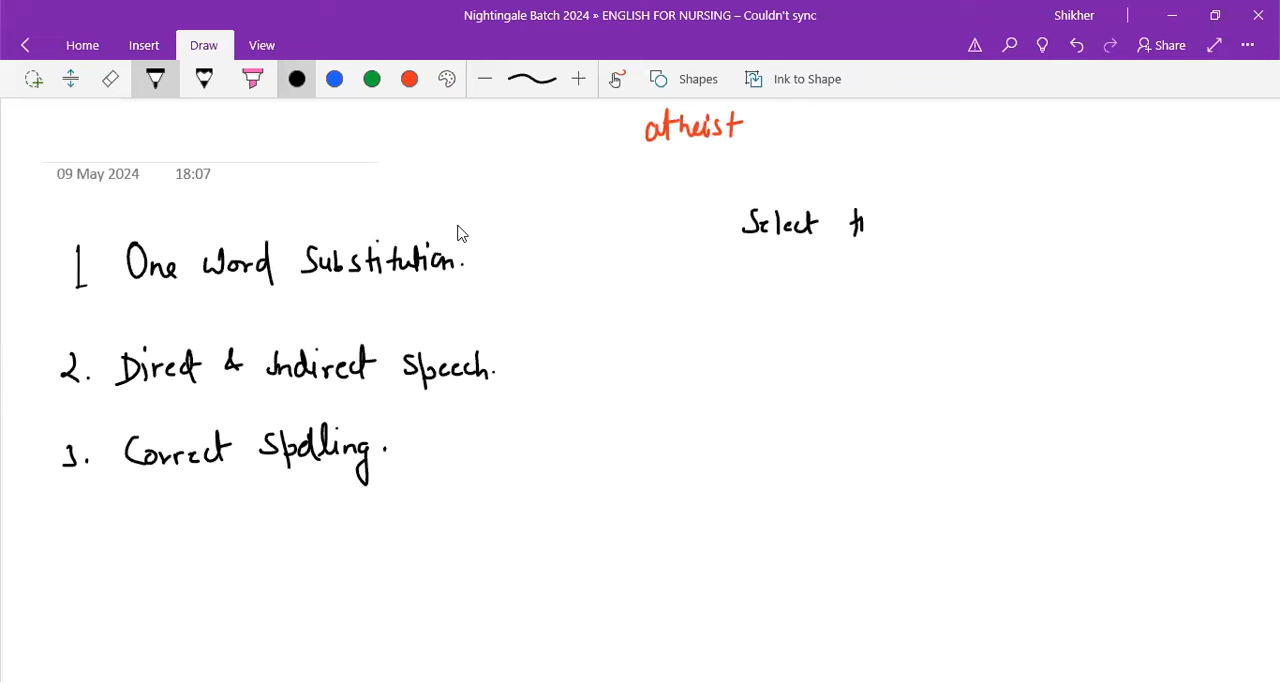 Nightingale Batch 2024 » ENGLISH FOR NURSING – Couldn't sync
Shikher
Home Insert Draw View
Share
Shapes
Ink to Shape
atheist
09 May 2024 18:07
Select
1 One Word Substitution.
2. Direct & Indirect Speech.
3. Correct Spelling.